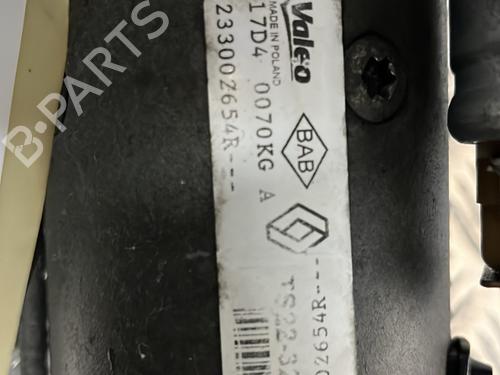 Valeo
MADE IN POLAND
17D4 0070KG A
233002654R---
BAB
02654R---
B-PARTS